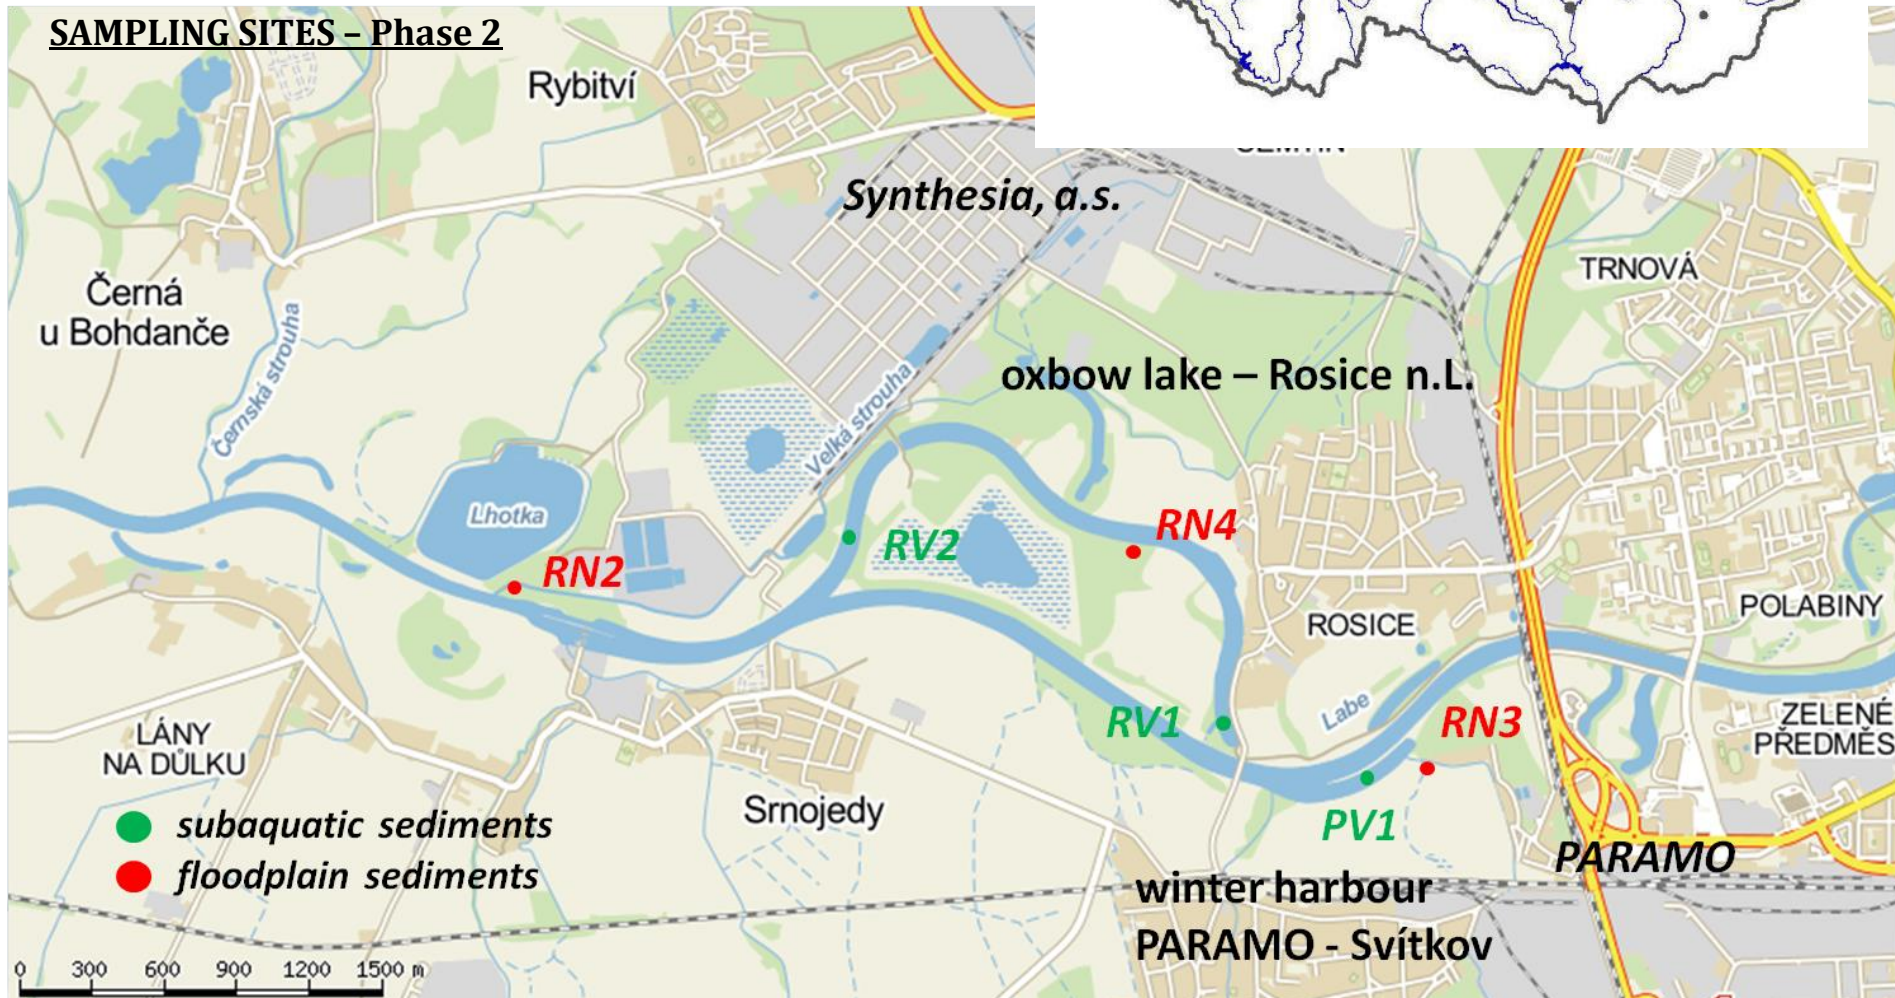 SAMPLING SITES – Phase 2
Rybitví
Synthesia, a.s.
TRNOVÁ
Černá
u Bohdanče
Černská strouha
oxbow lake – Rosice n.L.
Velká strouha
Lhotka
RN4
RV2
RN2
POLABINY
ROSICE
Labe
RV1
RN3
LÁNY
NA DŮLKU
ZELENÉ
PŘEDMĚS
Srnojedy
PV1
subaquatic sediments
floodplain sediments
PARAMO
winter harbour
PARAMO - Svítkov
0 300 600 900 1200 1500 m